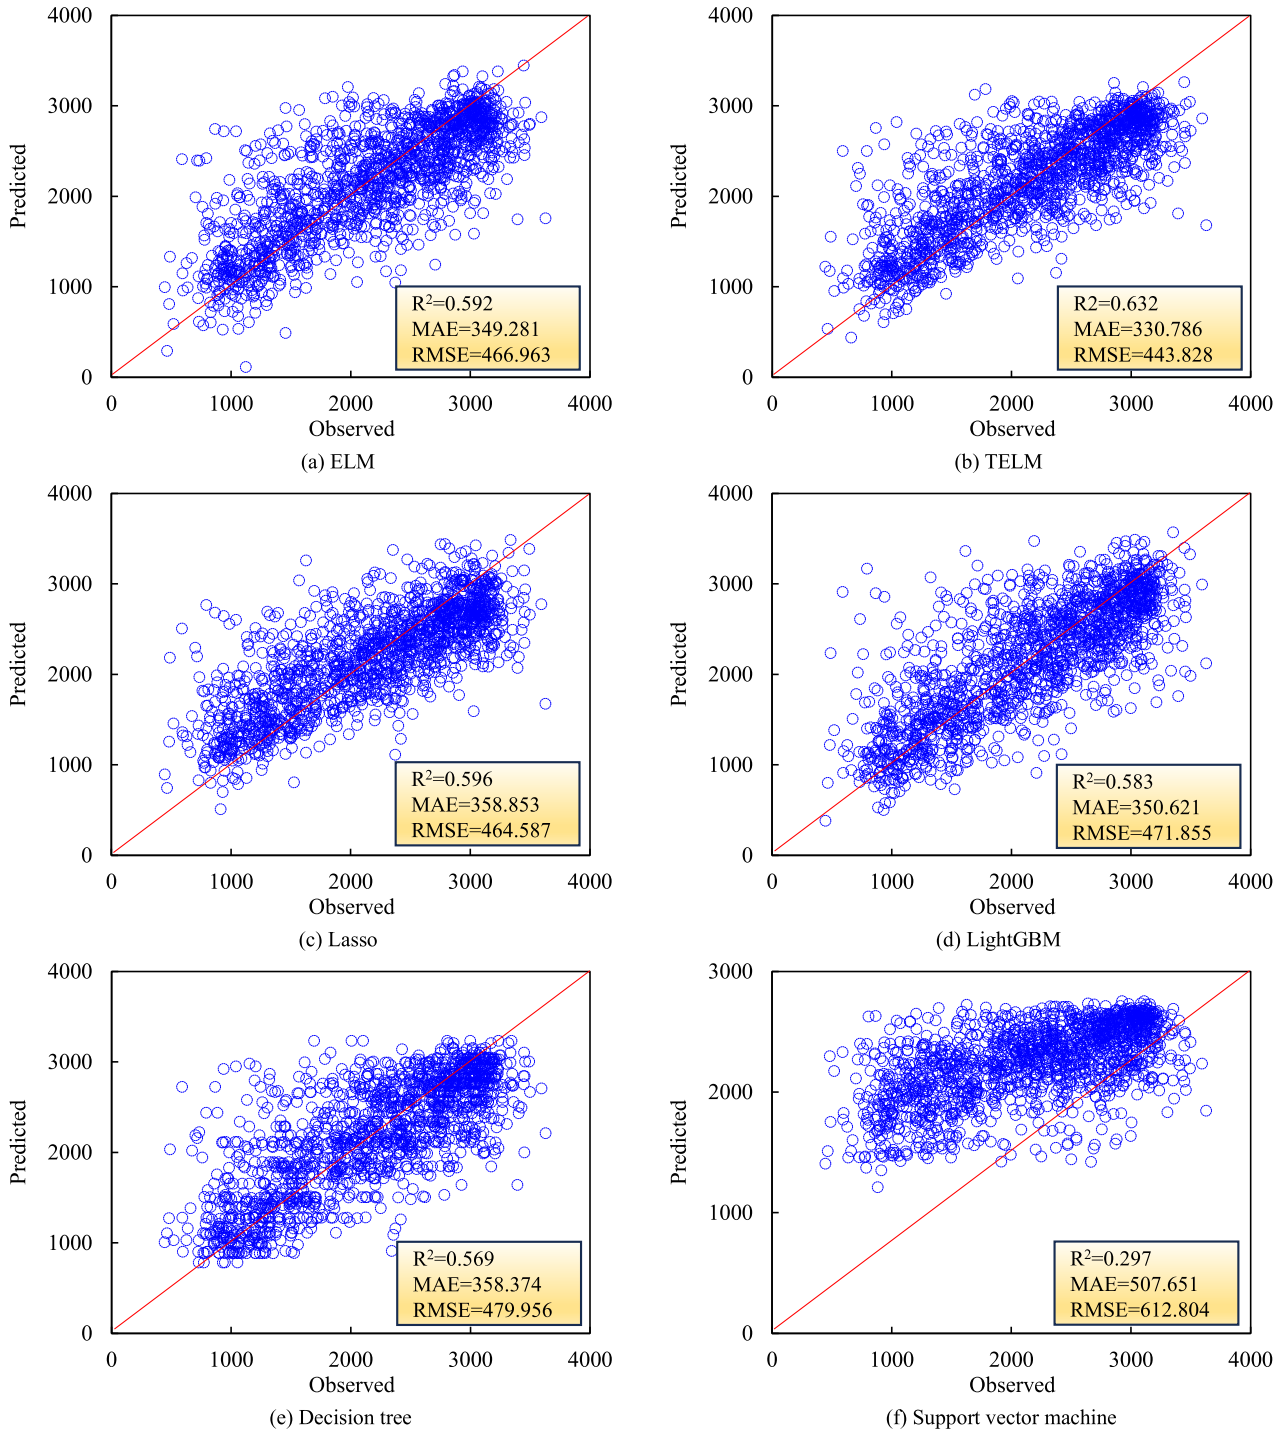 4000
3000
2000
1000
0
Predicted
R²=0.592
MAE=349.281
RMSE=466.963
0 1000 2000 3000 4000
Observed
(a) ELM
4000
3000
2000
1000
0
Predicted
R2=0.632
MAE=330.786
RMSE=443.828
0 1000 2000 3000 4000
Observed
(b) TELM
4000
3000
2000
1000
0
Predicted
R²=0.596
MAE=358.853
RMSE=464.587
0 1000 2000 3000 4000
Observed
(c) Lasso
4000
3000
2000
1000
0
Predicted
R²=0.583
MAE=350.621
RMSE=471.855
0 1000 2000 3000 4000
Observed
(d) LightGBM
4000
3000
2000
1000
0
Predicted
R²=0.569
MAE=358.374
RMSE=479.956
0 1000 2000 3000 4000
Observed
(e) Decision tree
3000
2000
1000
0
Predicted
R²=0.297
MAE=507.651
RMSE=612.804
0 1000 2000 3000 4000
Observed
(f) Support vector machine